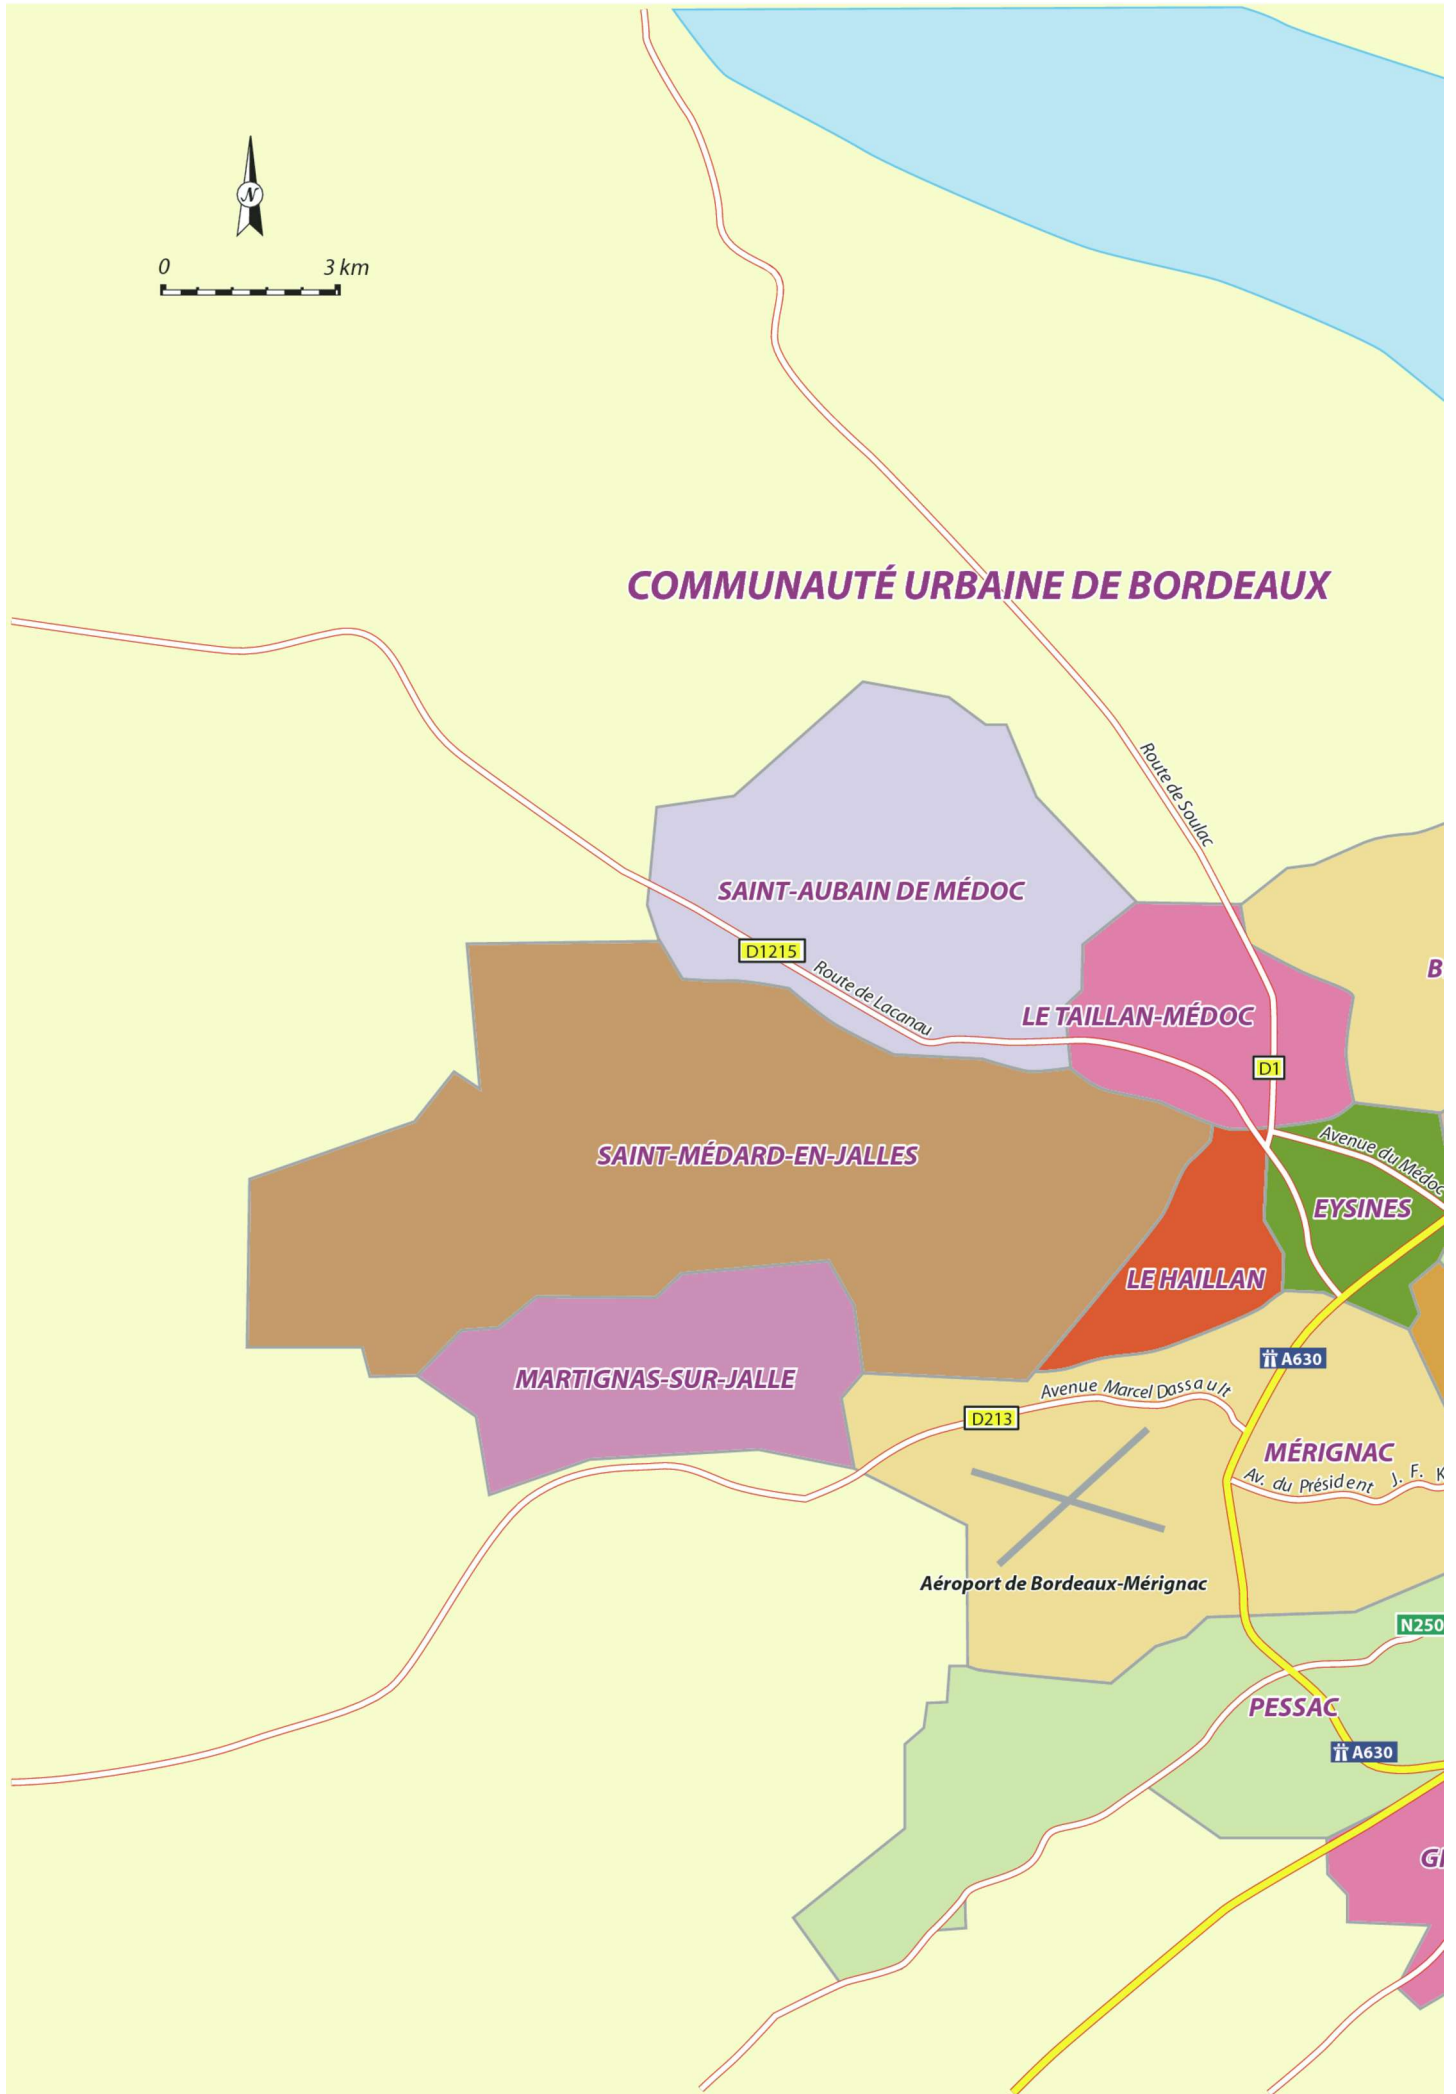 N
0 3 km
COMMUNAUTÉ URBAINE DE BORDEAUX
Route de Soulac
SAINT-AUBAIN DE MÉDOC
D1215
B
Route de Lacanau
LE TAILLAN-MÉDOC
D1
Avenue du Médoc
SAINT-MÉDARD-EN-JALLES
EYSINES
LE HAILLAN
A630
MARTIGNAS-SUR-JALLE
Avenue Marcel Dassault
D213
MÉRIGNAC
Av. du Président J. F. K
Aéroport de Bordeaux-Mérignac
N250
PESSAC
A630